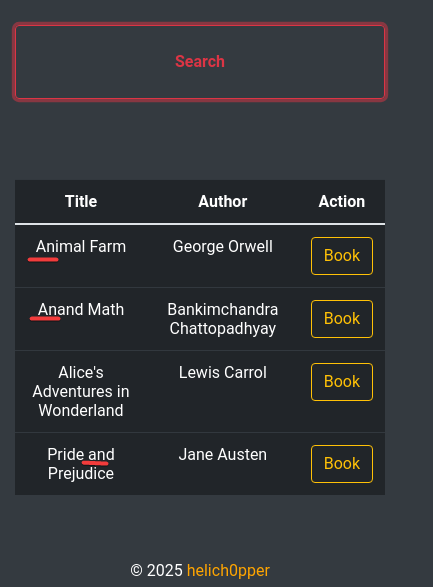 Search
Title Author Action
Animal Farm George Orwell Book
Anand Math Bankimchandra Chattopadhyay Book
Alice's Adventures in Wonderland Lewis Carrol Book
Pride and Prejudice Jane Austen Book
© 2025 helich0pper